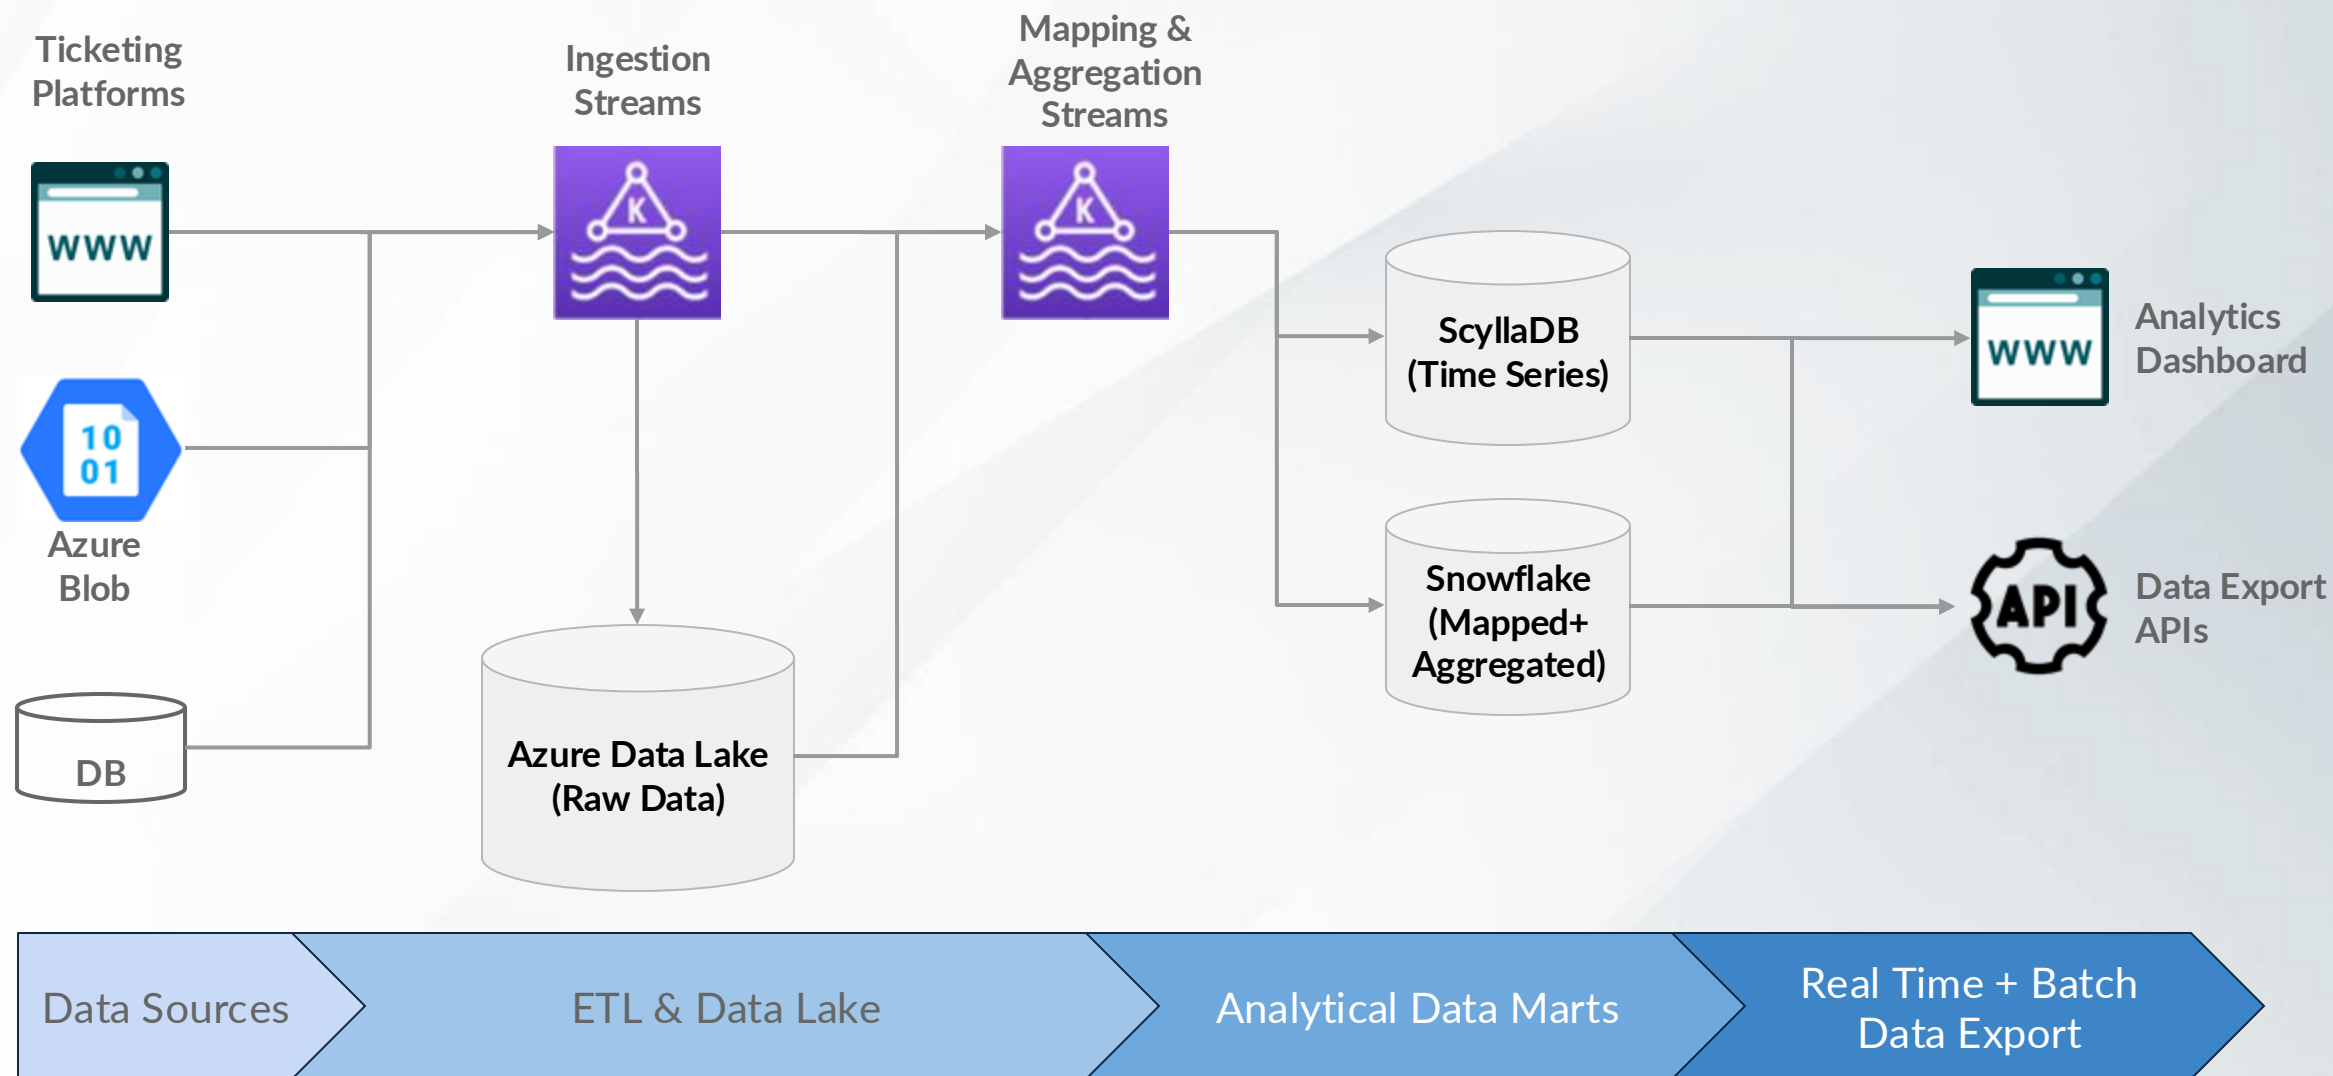 Ticketing
Platforms
WWW
10
01
Azure
Blob
DB
Ingestion
Streams
K
Azure Data Lake
(Raw Data)
Mapping &
Aggregation
Streams
K
ScyllaDB
(Time Series)
Snowflake
(Mapped+
Aggregated)
WWW
Analytics
Dashboard
API
Data Export
APIs
Data Sources
ETL & Data Lake
Analytical Data Marts
Real Time + Batch
Data Export